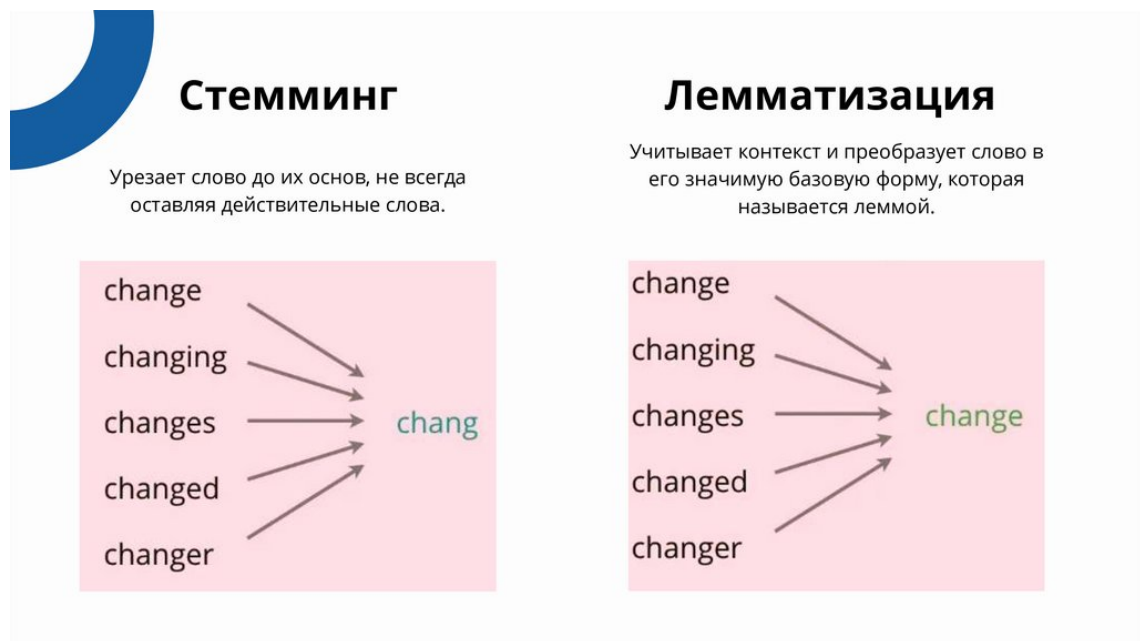 Стемминг
Урезает слово до их основ, не всегда
оставляя действительные слова.
change
changing
changes
changed
changer
chang
Лемматизация
Учитывает контекст и преобразует слово в
его значимую базовую форму, которая
называется леммой.
change
changing
changes
changed
changer
change